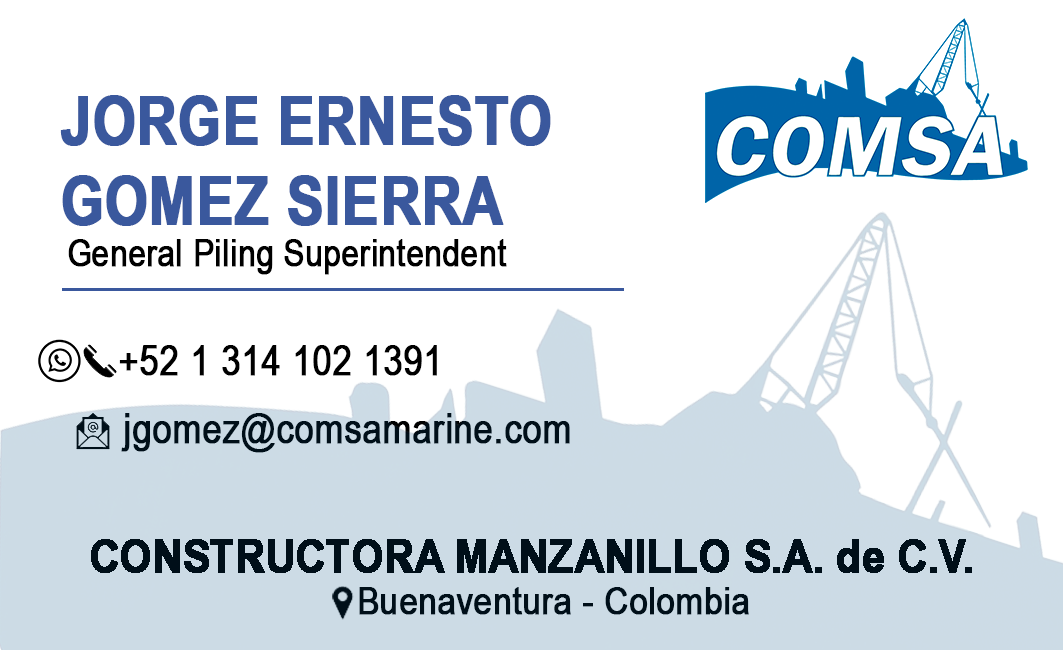 JORGE ERNESTO
GOMEZ SIERRA
General Piling Superintendent
COMSA
+52 1 314 102 1391
jgomez@comsamarine.com
CONSTRUCTORA MANZANILLO S.A. de C.V.
Buenaventura - Colombia